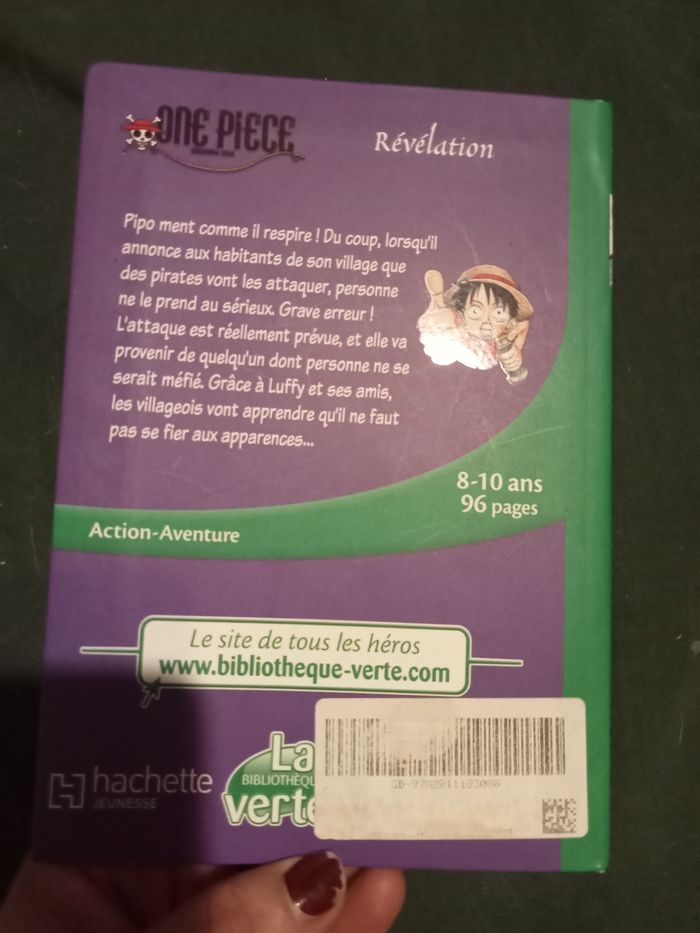 ONE PIECE
Révélation
Pipo ment comme il respire ! Du coup, lorsqu'il
annonce aux habitants de son village que
des pirates vont les attaquer, personne
ne le prend au sérieux. Grave erreur !
L'attaque est réellement prévue, et elle va
provenir de quelqu'un dont personne ne se
serait méfié. Grâce à Luffy et ses amis,
les villageois vont apprendre qu'il ne faut
pas se fier aux apparences...
8-10 ans
96 pages
Action-Aventure
Le site de tous les héros
www.bibliotheque-verte.com
La
BIBLIOTHÈQU
verte
hachette
JEUNESSE